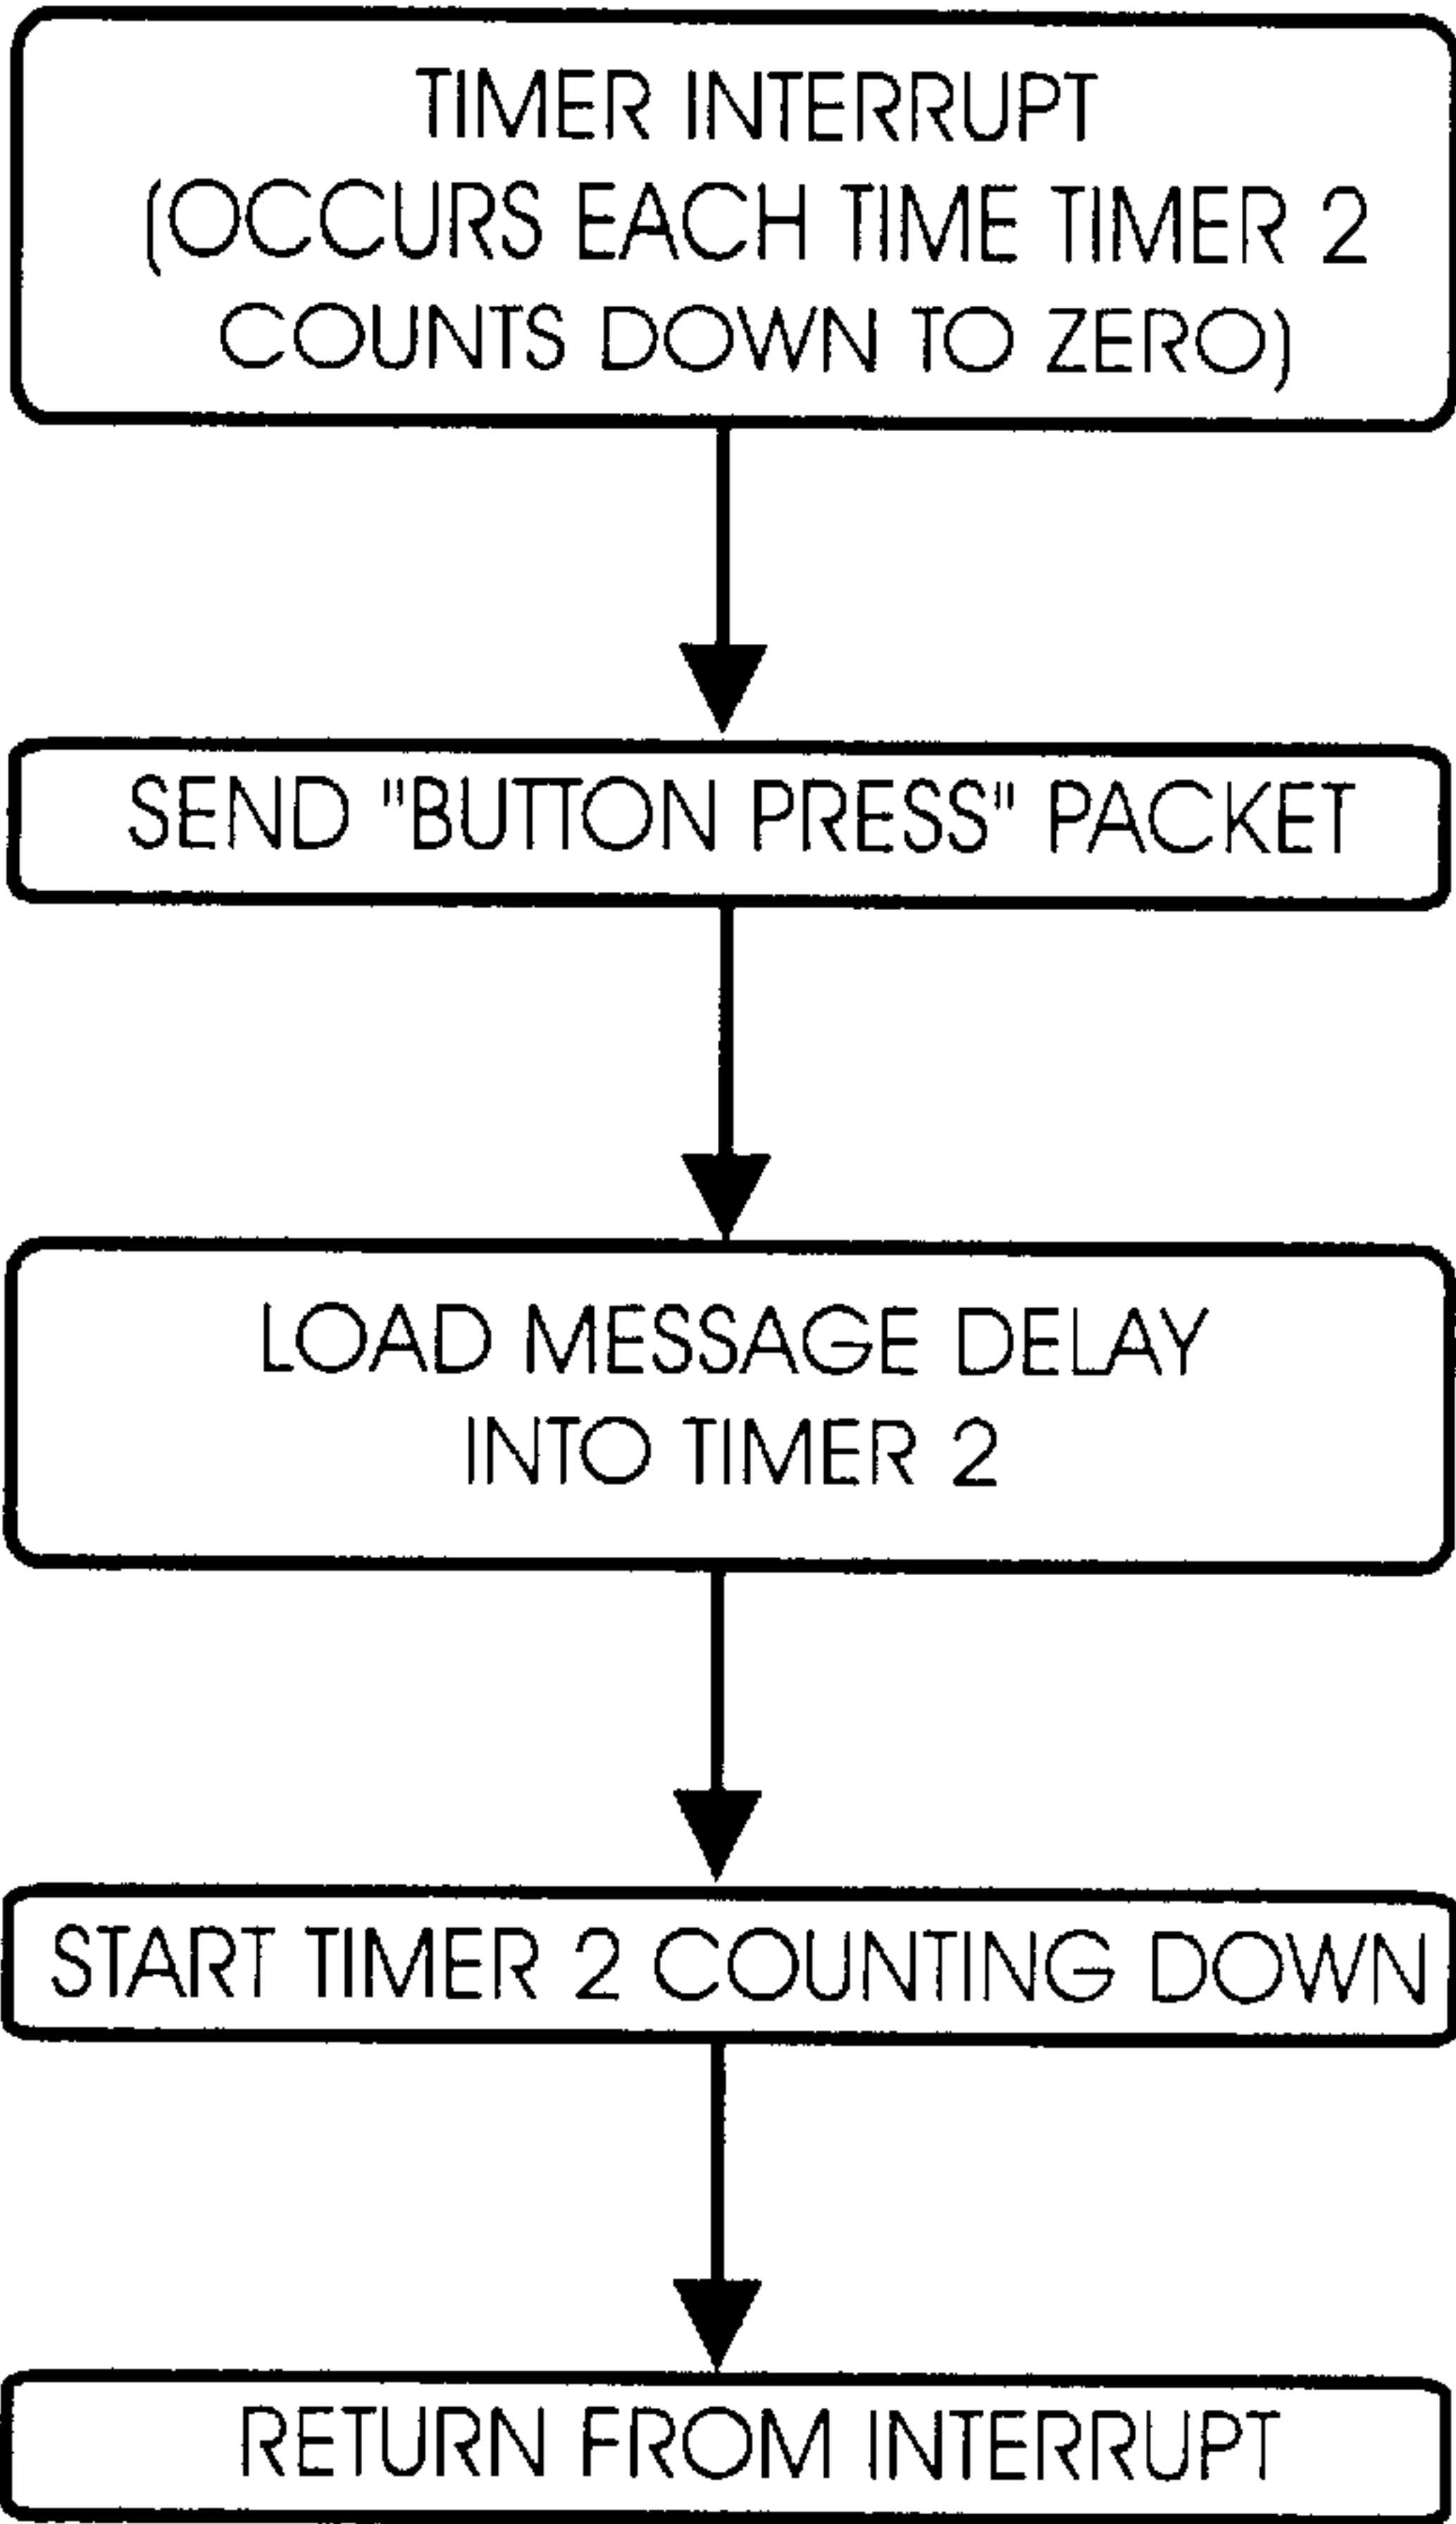 TIMER INTERRUPT
(OCCURS EACH TIME TIMER 2
COUNTS DOWN TO ZERO)
SEND "BUTTON PRESS" PACKET
LOAD MESSAGE DELAY
INTO TIMER 2
START TIMER 2 COUNTING DOWN
RETURN FROM INTERRUPT